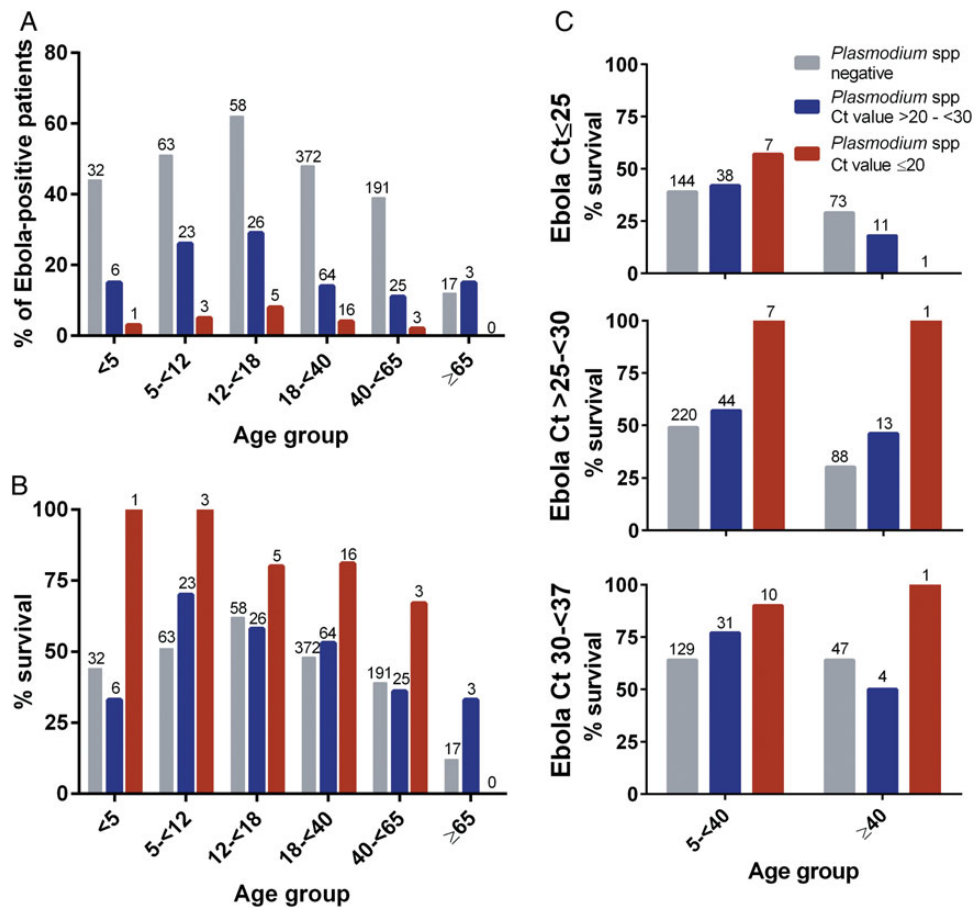 A
% of Ebola-positive patients
80
60
40
20
0
32 6 1
63 23 3
58 26 5
372 64 16
191 25 3
17 3 0
<5 5-<12 12-<18 18-<40 40-<65 ≥65
Age group
B
% survival
100
75
50
25
0
32 6 1
63 23 3
58 26 5
372 64 16
191 25 3
17 3 0
<5 5-<12 12-<18 18-<40 40-<65 ≥65
Age group
C
Plasmodium spp
negative
Plasmodium spp
Ct value >20 - <30
Plasmodium spp
Ct value ≤20
Ebola Ct≤25
% survival
100
75
50
25
0
144 38 7
73 11 1
Ebola Ct >25-<30
% survival
100
75
50
25
0
220 44 7
88 13 1
Ebola Ct 30-<37
% survival
100
75
50
25
0
129 31 10
47 4 1
5-<40 ≥40
Age group